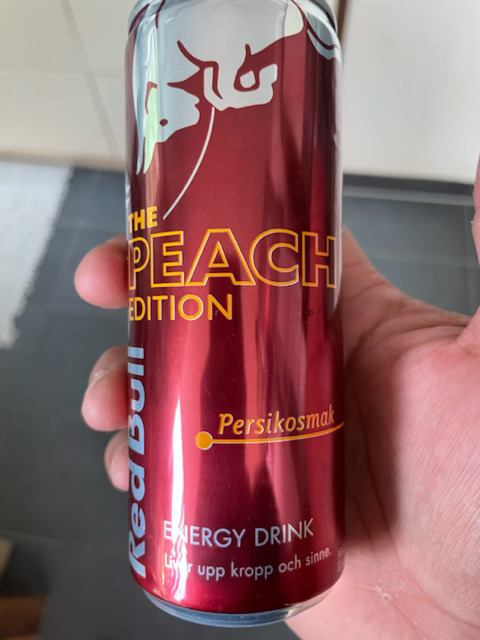 THE
PEACH
EDITION
Red Bull
Persikosmak
ENERGY DRINK
Livar upp kropp och sinne.